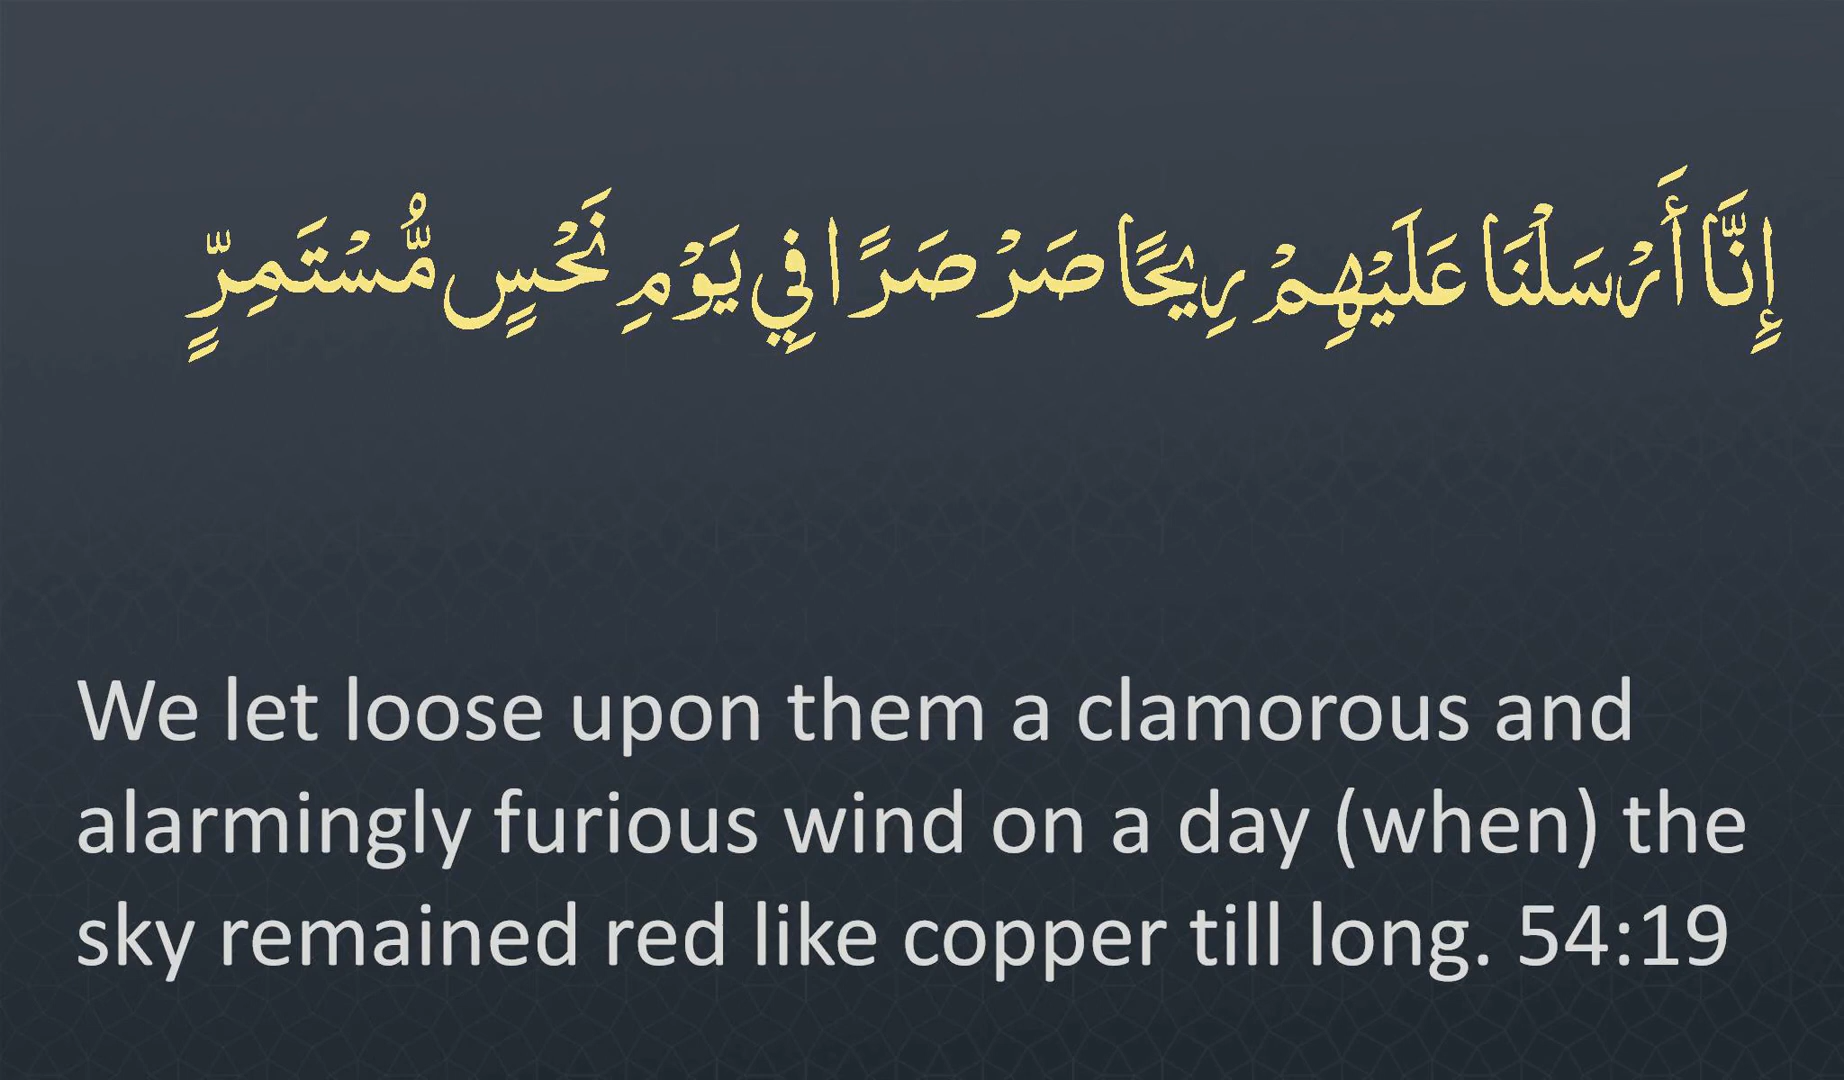 إِنَّا أَرْسَلْنَا عَلَيْهِمْ رِيحًا صَرْصَرًا فِي يَوْمِ نَحْسٍ مُّسْتَمِرٍّ
We let loose upon them a clamorous and
alarmingly furious wind on a day (when) the
sky remained red like copper till long. 54:19